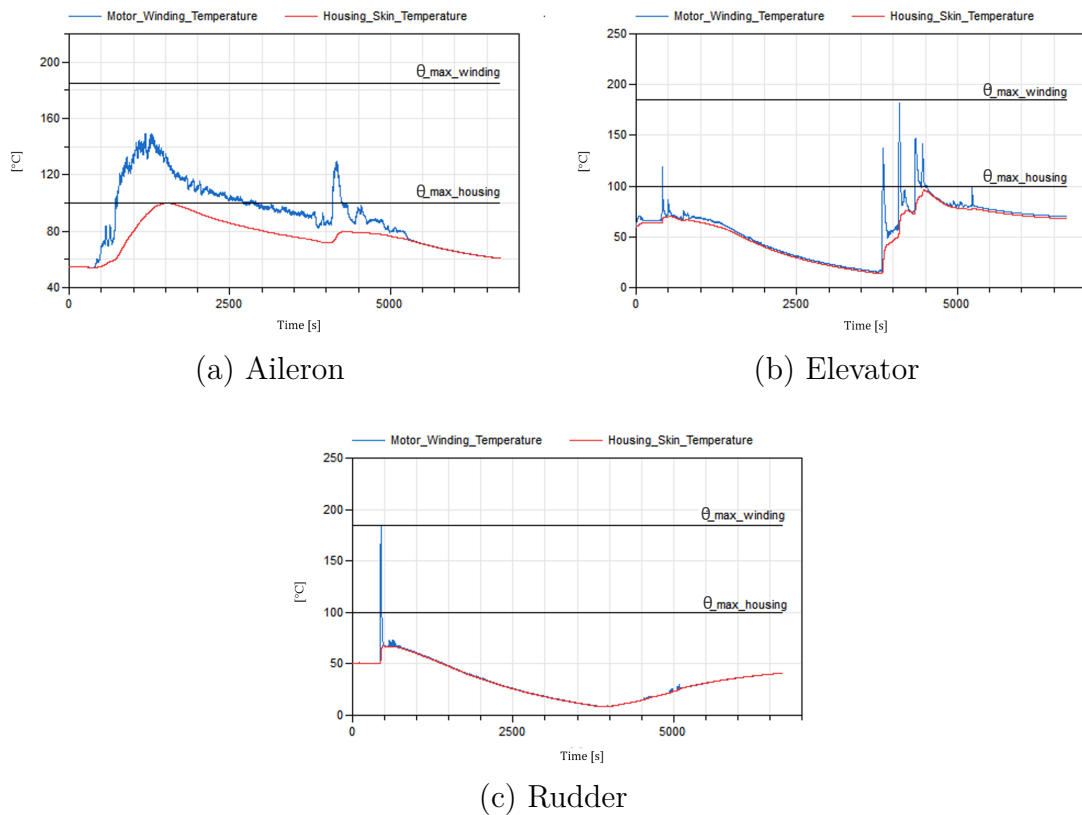 Motor_Winding_Temperature Housing_Skin_Temperature
200
160
120
80
40
[°C]
θ_max_winding
θ_max_housing
0 2500 5000
Time [s]
(a) Aileron
Motor_Winding_Temperature Housing_Skin_Temperature
250
200
150
100
50
0
[°C]
θ_max_winding
θ_max_housing
0 2500 5000
Time [s]
(b) Elevator
Motor_Winding_Temperature Housing_Skin_Temperature
250
200
150
100
50
0
[°C]
θ_max_winding
θ_max_housing
0 2500 5000
Time [s]
(c) Rudder